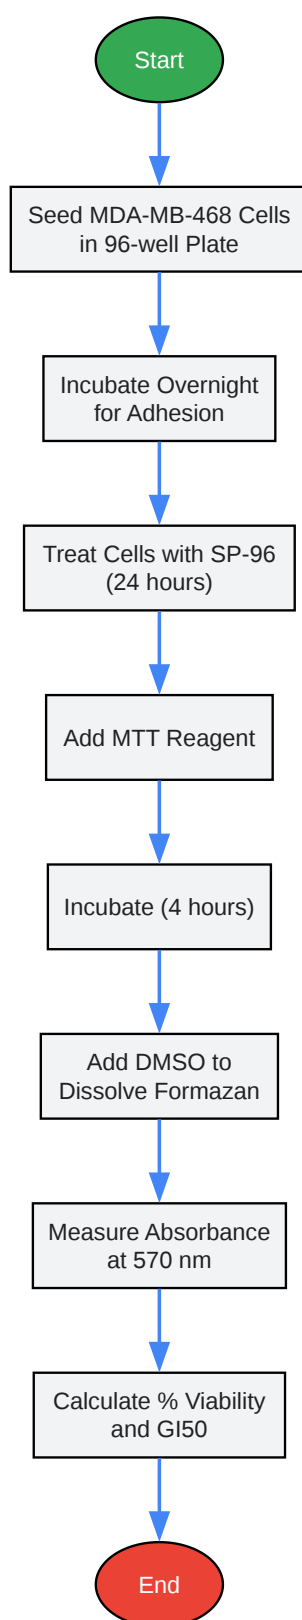 Start
Seed MDA-MB-468 Cells
in 96-well Plate
Incubate Overnight
for Adhesion
Treat Cells with SP-96
(24 hours)
Add MTT Reagent
Incubate (4 hours)
Add DMSO to
Dissolve Formazan
Measure Absorbance
at 570 nm
Calculate % Viability
and GI50
End